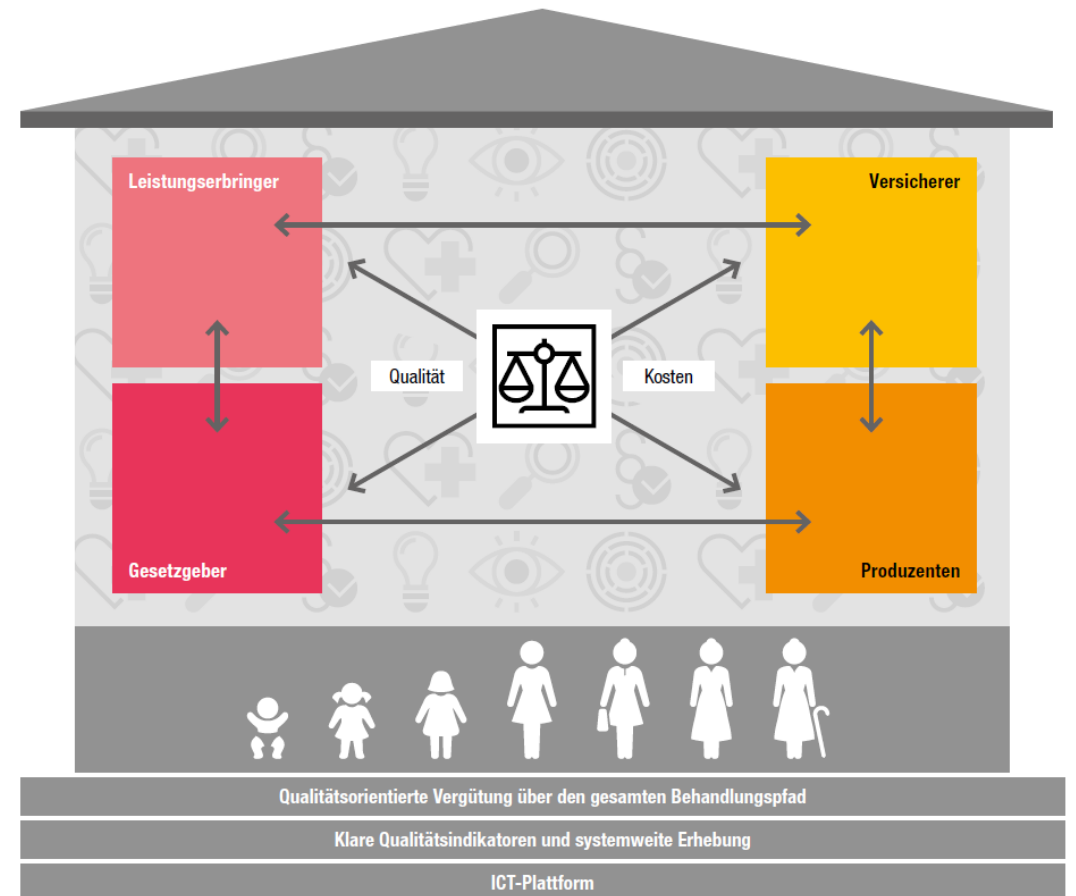 Leistungserbringer
Versicherer
Qualität
Kosten
Gesetzgeber
Produzenten
Qualitätsorientierte Vergütung über den gesamten Behandlungspfad
Klare Qualitätsindikatoren und systemweite Erhebung
ICT-Plattform